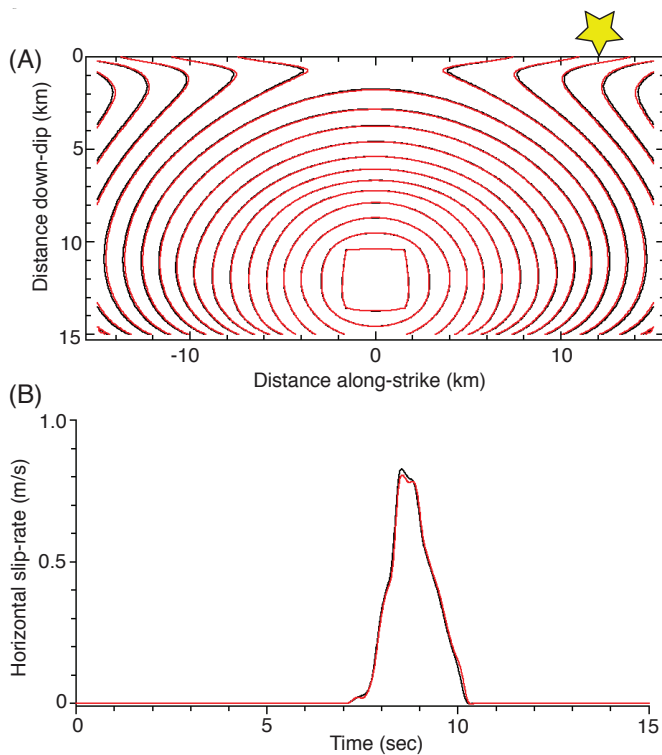 (A)
0
5
10
15
Distance down-dip (km)
-10 0 10
Distance along-strike (km)
(B)
1.0
0.5
0
Horizontal slip-rate (m/s)
0 5 10 15
Time (sec)